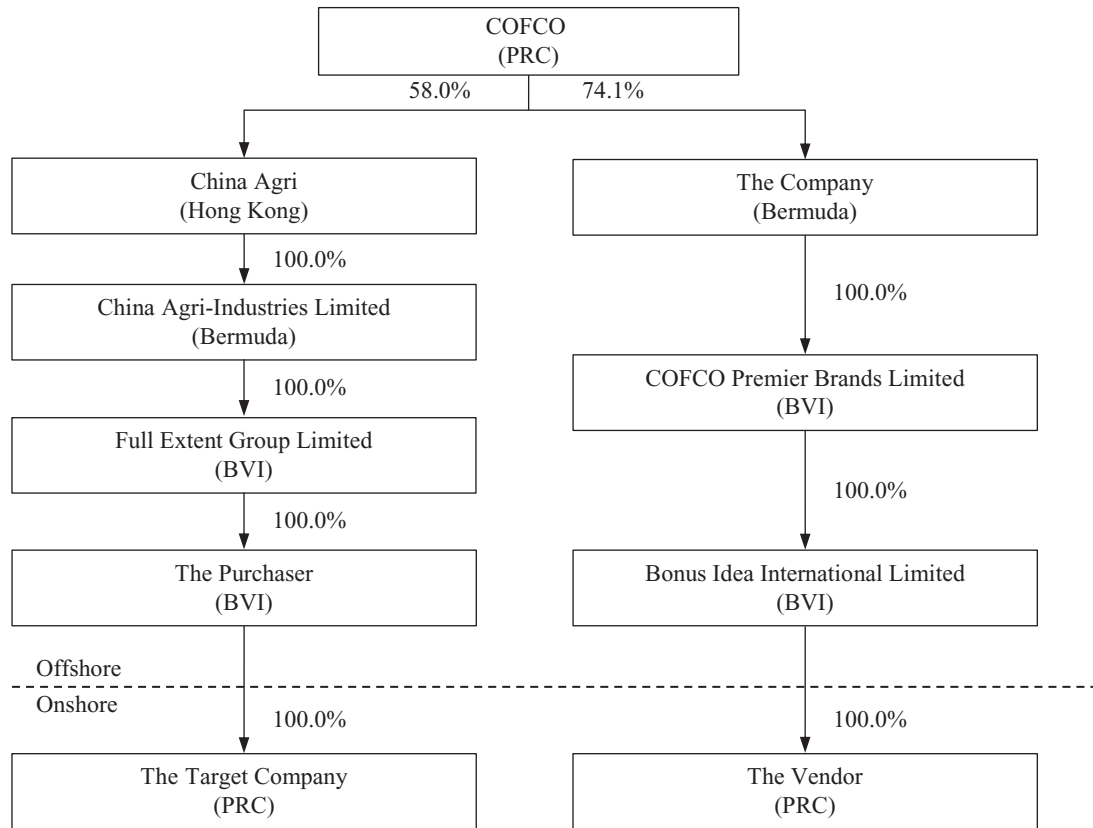 COFCO
(PRC)
58.0%
74.1%
China Agri
(Hong Kong)
The Company
(Bermuda)
100.0%
China Agri-Industries Limited
(Bermuda)
100.0%
COFCO Premier Brands Limited
(BVI)
100.0%
Full Extent Group Limited
(BVI)
100.0%
100.0%
The Purchaser
(BVI)
Bonus Idea International Limited
(BVI)
Offshore
Onshore
100.0%
100.0%
The Target Company
(PRC)
The Vendor
(PRC)